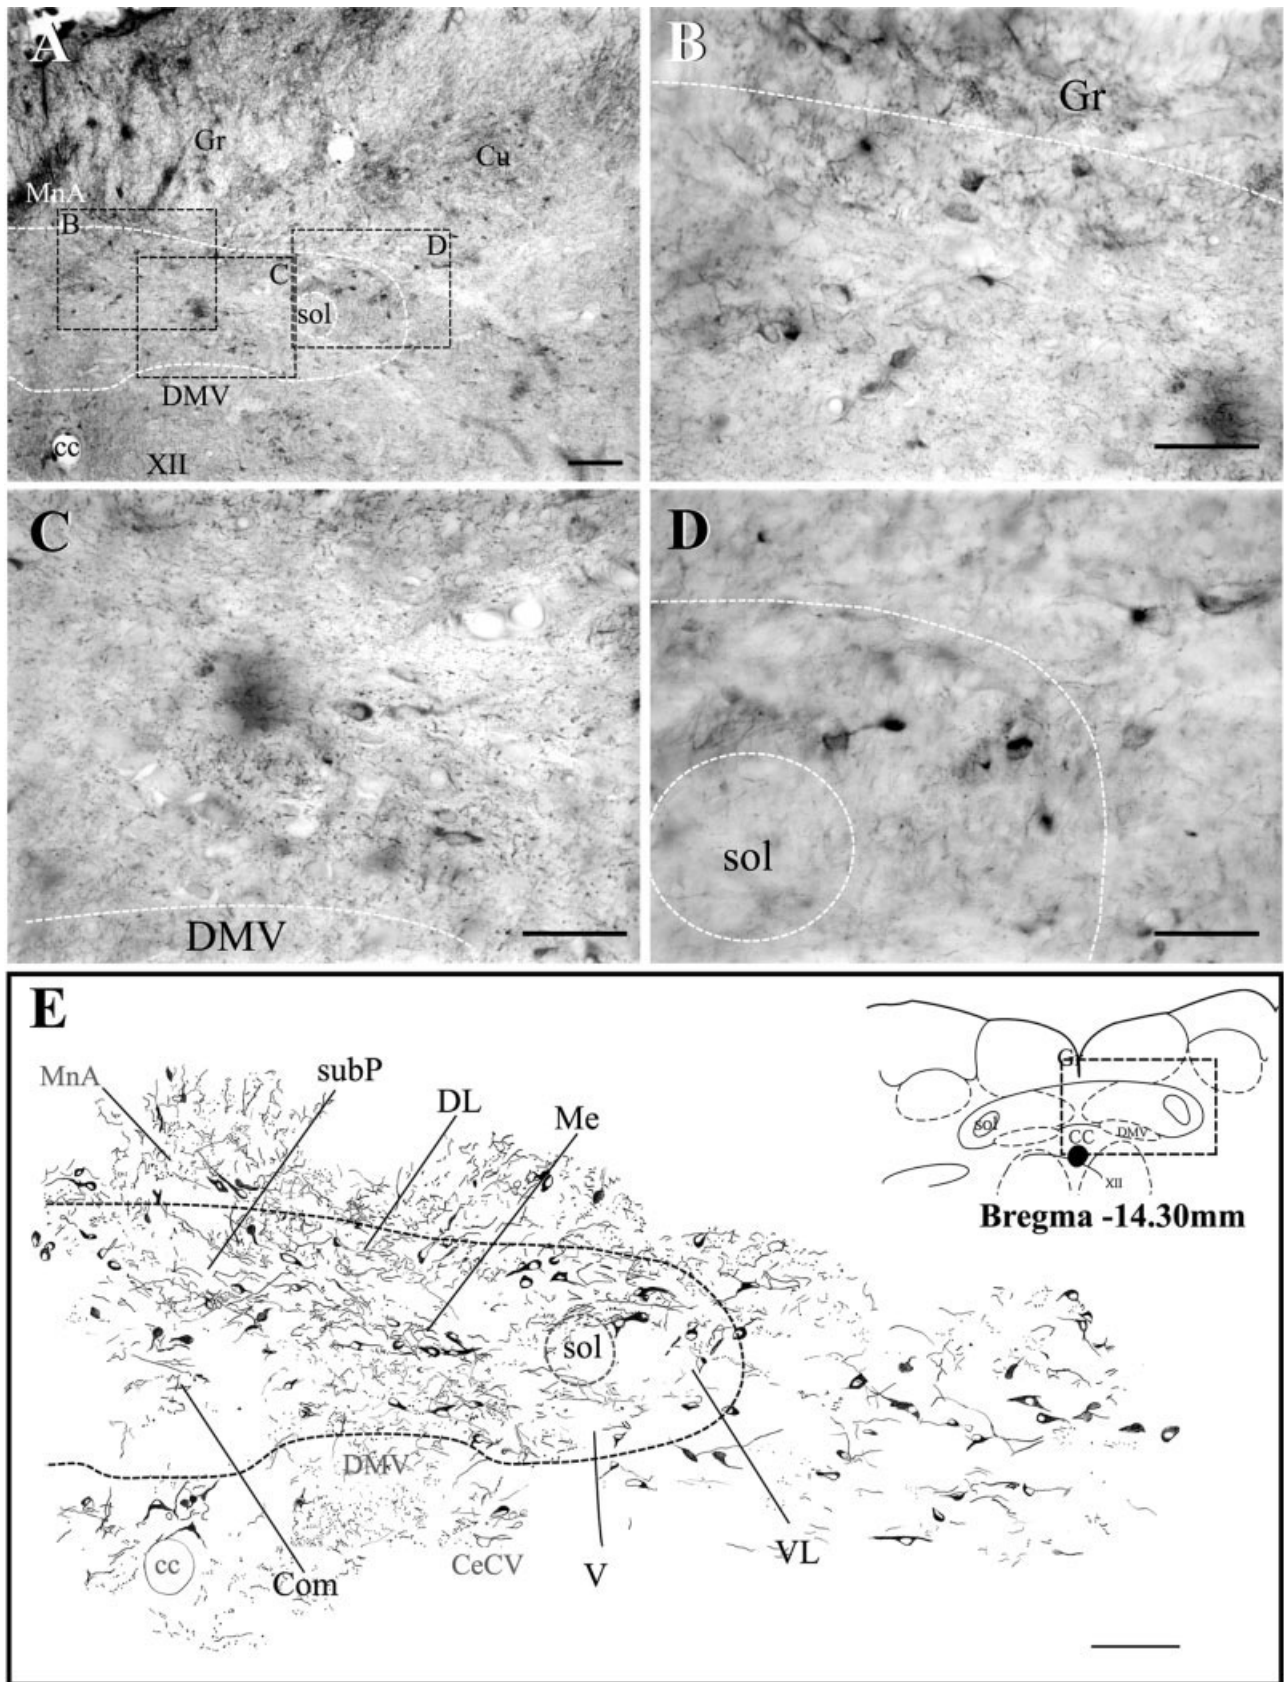 A
Gr
Cu
MnA
B
D
C
sol
DMV
cc
XII
B
Gr
C
DMV
D
sol
E
MnA
subP
DL
Me
sol
DMV
cc
Com
CeCV
V
VL
Gr
sol
CC
DMV
XII
Bregma -14.30mm